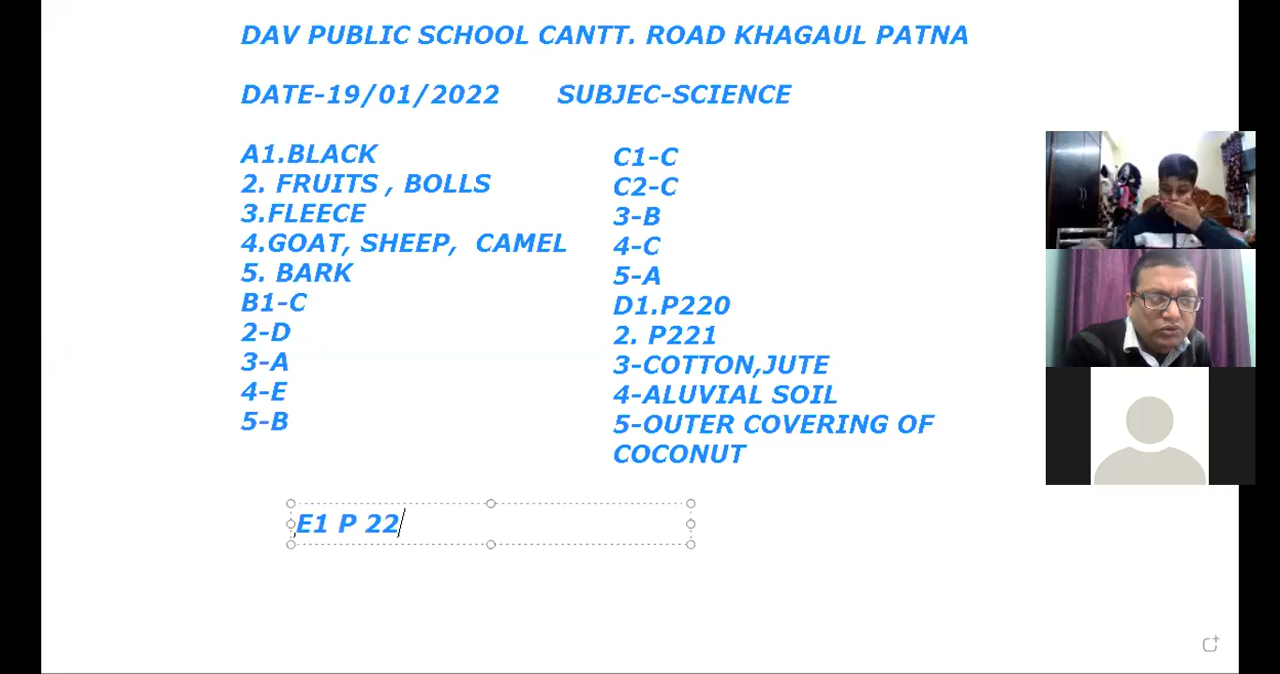 DAV PUBLIC SCHOOL CANTT. ROAD KHAGAUL PATNA
DATE-19/01/2022 SUBJEC-SCIENCE
A1.BLACK
2. FRUITS , BOLLS
3.FLEECE
4.GOAT, SHEEP, CAMEL
5. BARK
B1-C
2-D
3-A
4-E
5-B
C1-C
C2-C
3-B
4-C
5-A
D1.P220
2. P221
3-COTTON,JUTE
4-ALUVIAL SOIL
5-OUTER COVERING OF
COCONUT
E1 P 22